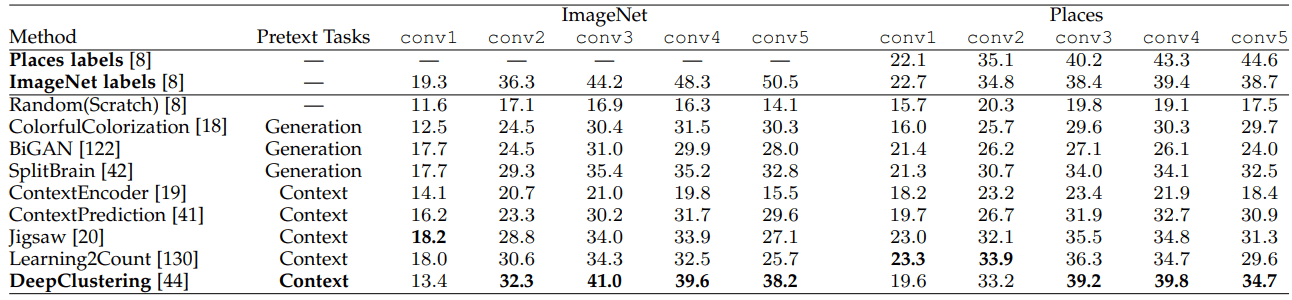 ImageNet Places
Method Pretext Tasks conv1 conv2 conv3 conv4 conv5 conv1 conv2 conv3 conv4 conv5
Places labels [8] — — — — — — 22.1 35.1 40.2 43.3 44.6
ImageNet labels [8] — 19.3 36.3 44.2 48.3 50.5 22.7 34.8 38.4 39.4 38.7
Random(Scratch) [8] — 11.6 17.1 16.9 16.3 14.1 15.7 20.3 19.8 19.1 17.5
ColorfulColorization [18] Generation 12.5 24.5 30.4 31.5 30.3 16.0 25.7 29.6 30.3 29.7
BiGAN [122] Generation 17.7 24.5 31.0 29.9 28.0 21.4 26.2 27.1 26.1 24.0
SplitBrain [42] Generation 17.7 29.3 35.4 35.2 32.8 21.3 30.7 34.0 34.1 32.5
ContextEncoder [19] Context 14.1 20.7 21.0 19.8 15.5 18.2 23.2 23.4 21.9 18.4
ContextPrediction [41] Context 16.2 23.3 30.2 31.7 29.6 19.7 26.7 31.9 32.7 30.9
Jigsaw [20] Context 18.2 28.8 34.0 33.9 27.1 23.0 32.1 35.5 34.8 31.3
Learning2Count [130] Context 18.0 30.6 34.3 32.5 25.7 23.3 33.9 36.3 34.7 29.6
DeepClustering [44] Context 13.4 32.3 41.0 39.6 38.2 19.6 33.2 39.2 39.8 34.7